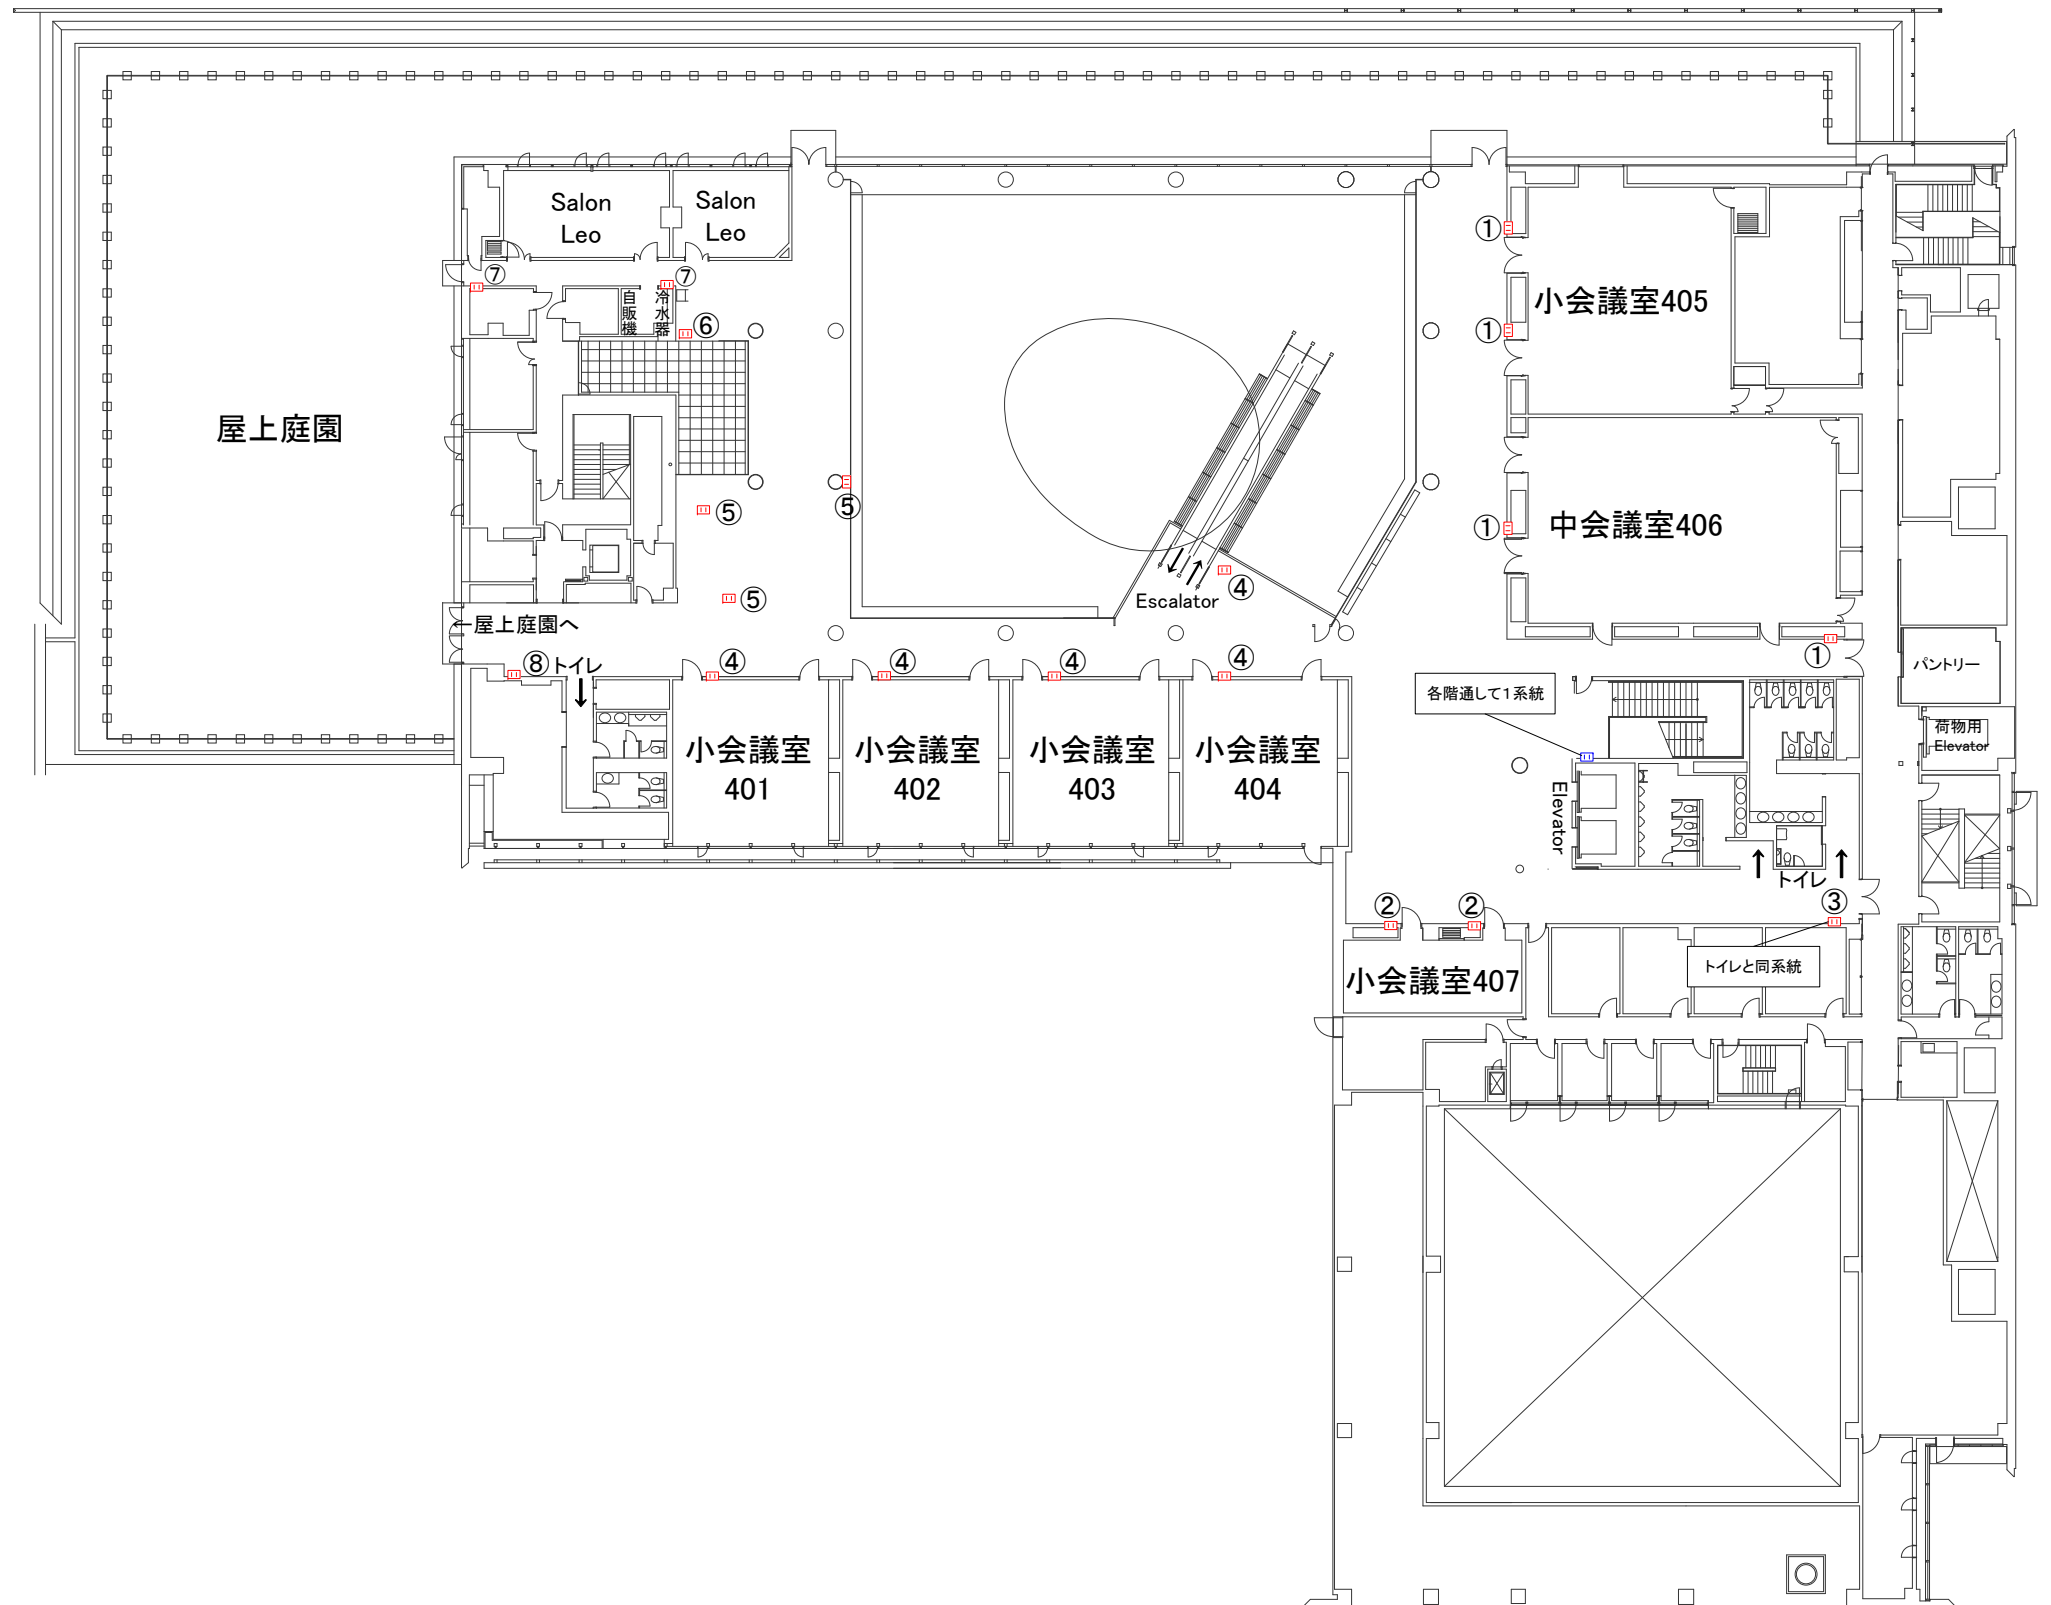 Salon
Leo
Salon
Leo
⑦
⑦
自販機
冷水器
⑥
①
小会議室405
①
屋上庭園
⑤
⑤
①
中会議室406
④
Escalator
⑤
←屋上庭園へ
①
⑧
トイレ
④
④
④
④
パントリー
各階通して1系統
荷物用
Elevator
小会議室
401
小会議室
402
小会議室
403
小会議室
404
Elevator
トイレ
②
②
③
トイレと同系統
小会議室407